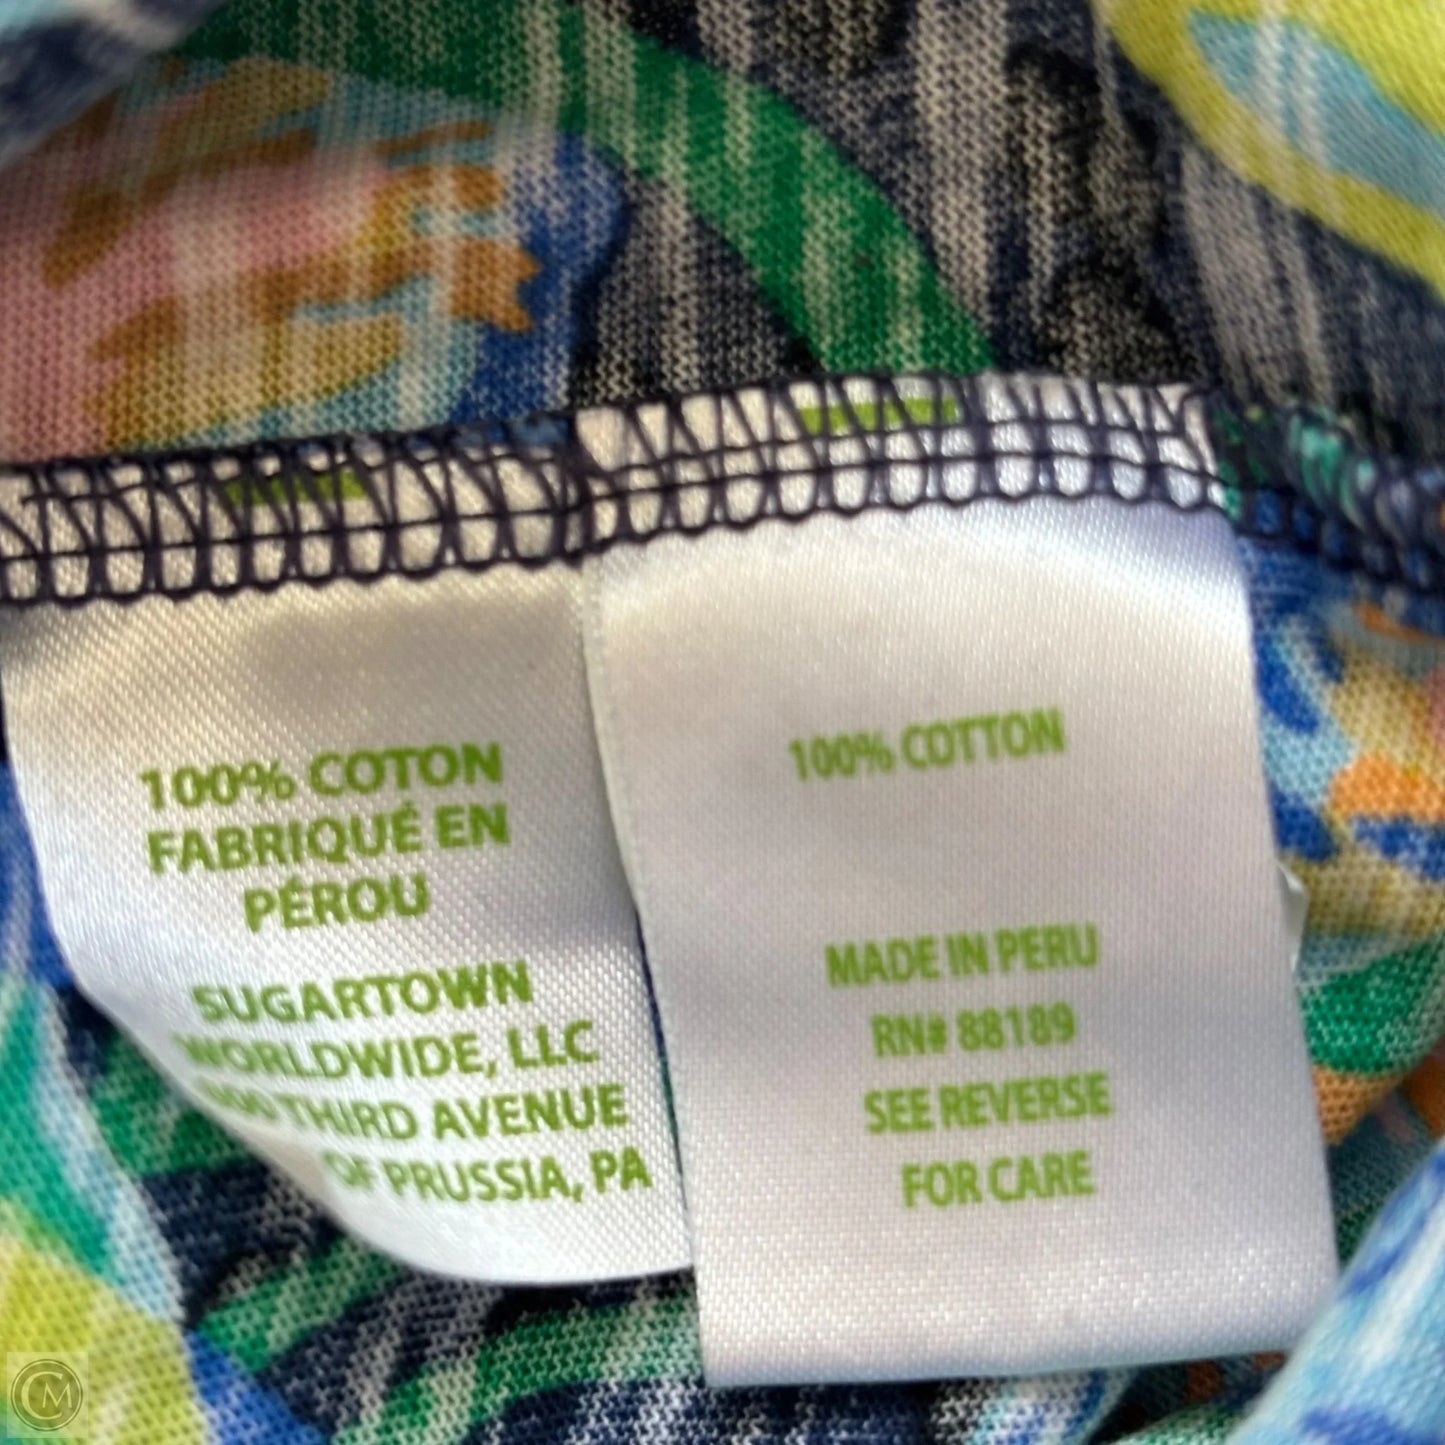 100% COTON
FABRIQUÉ EN
PÉROU
SUGARTOWN
WORLDWIDE, LLC
THIRD AVENUE
OF PRUSSIA, PA
100% COTTON
MADE IN PERU
RN# 88189
SEE REVERSE
FOR CARE
CM